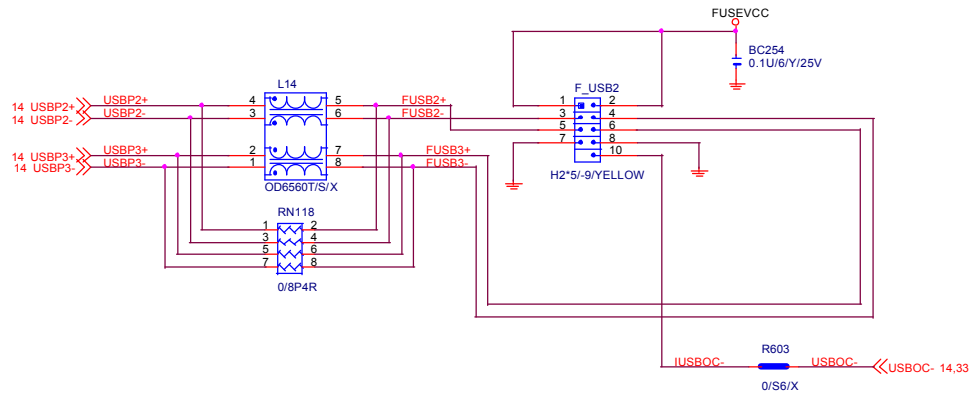 FUSEVCC
BC254
0.1U/6/Y/25V
L14
F_USB2
14 USBP2+ USBP2+ 4 5 FUSB2+ 1 2
14 USBP2- USBP2- 3 6 FUSB2- 3 4
5 6
14 USBP3+ USBP3+ 2 7 FUSB3+ 7 8
14 USBP3- USBP3- 1 8 FUSB3- 10
OD6560T/S/X
H2*5/-9/YELLOW
RN118
1 2
3 4
5 6
7 8
0/8P4R
R603
IUSBOC- USBOC- USBOC- 14,33
0/S6/X